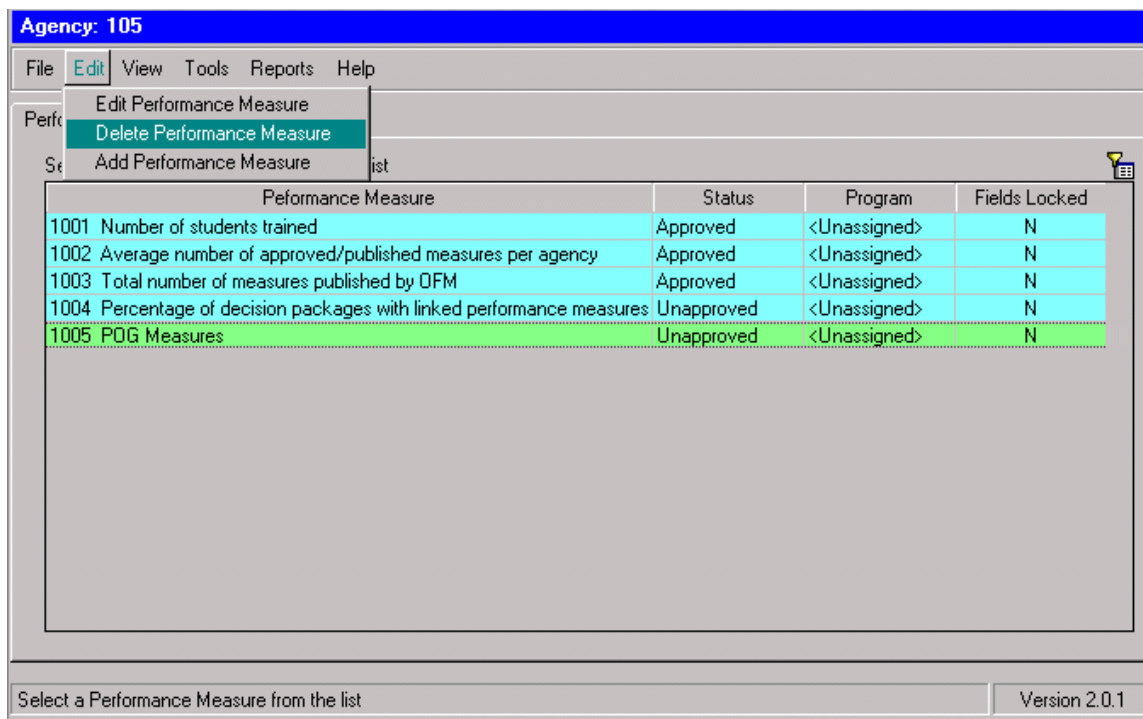 Agency: 105
File Edit View Tools Reports Help
Edit Performance Measure
Delete Performance Measure
Add Performance Measure
Perfo
Se ist
Peformance Measure Status Program Fields Locked
1001 Number of students trained Approved <Unassigned> N
1002 Average number of approved/published measures per agency Approved <Unassigned> N
1003 Total number of measures published by OFM Approved <Unassigned> N
1004 Percentage of decision packages with linked performance measures Unapproved <Unassigned> N
1005 POG Measures Unapproved <Unassigned> N
Select a Performance Measure from the list Version 2.0.1